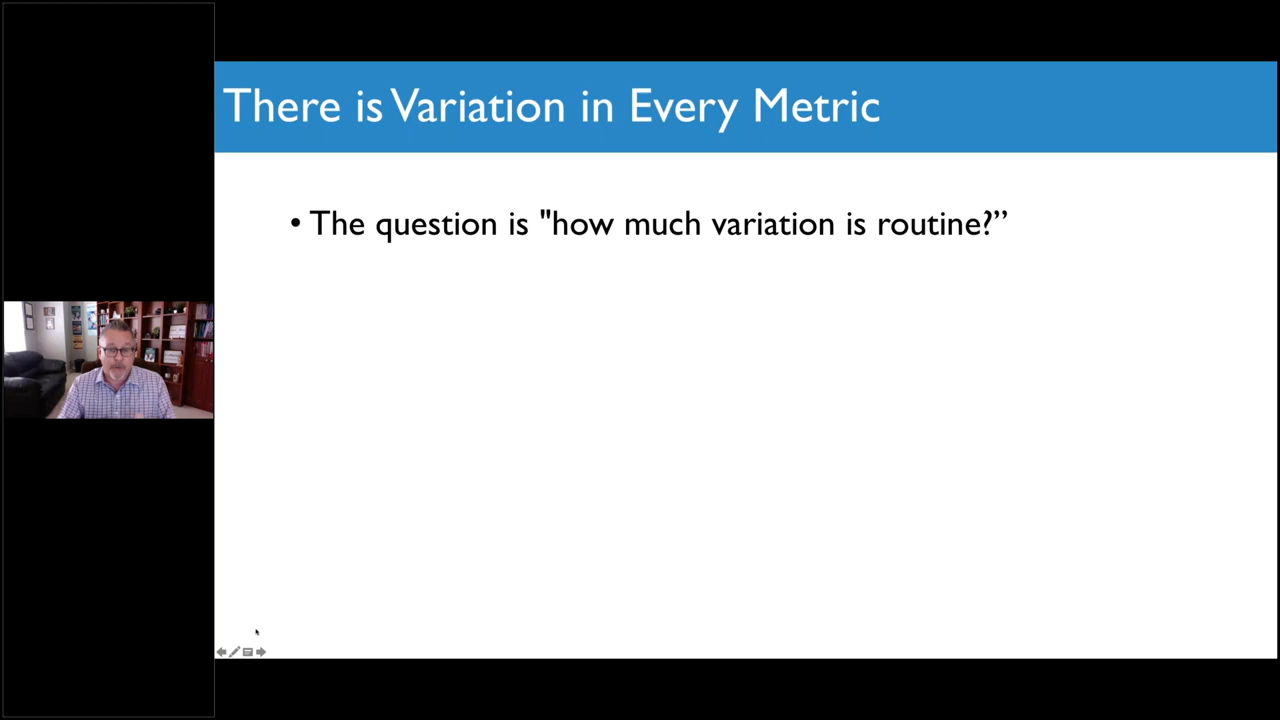 There is Variation in Every Metric
• The question is "how much variation is routine?”